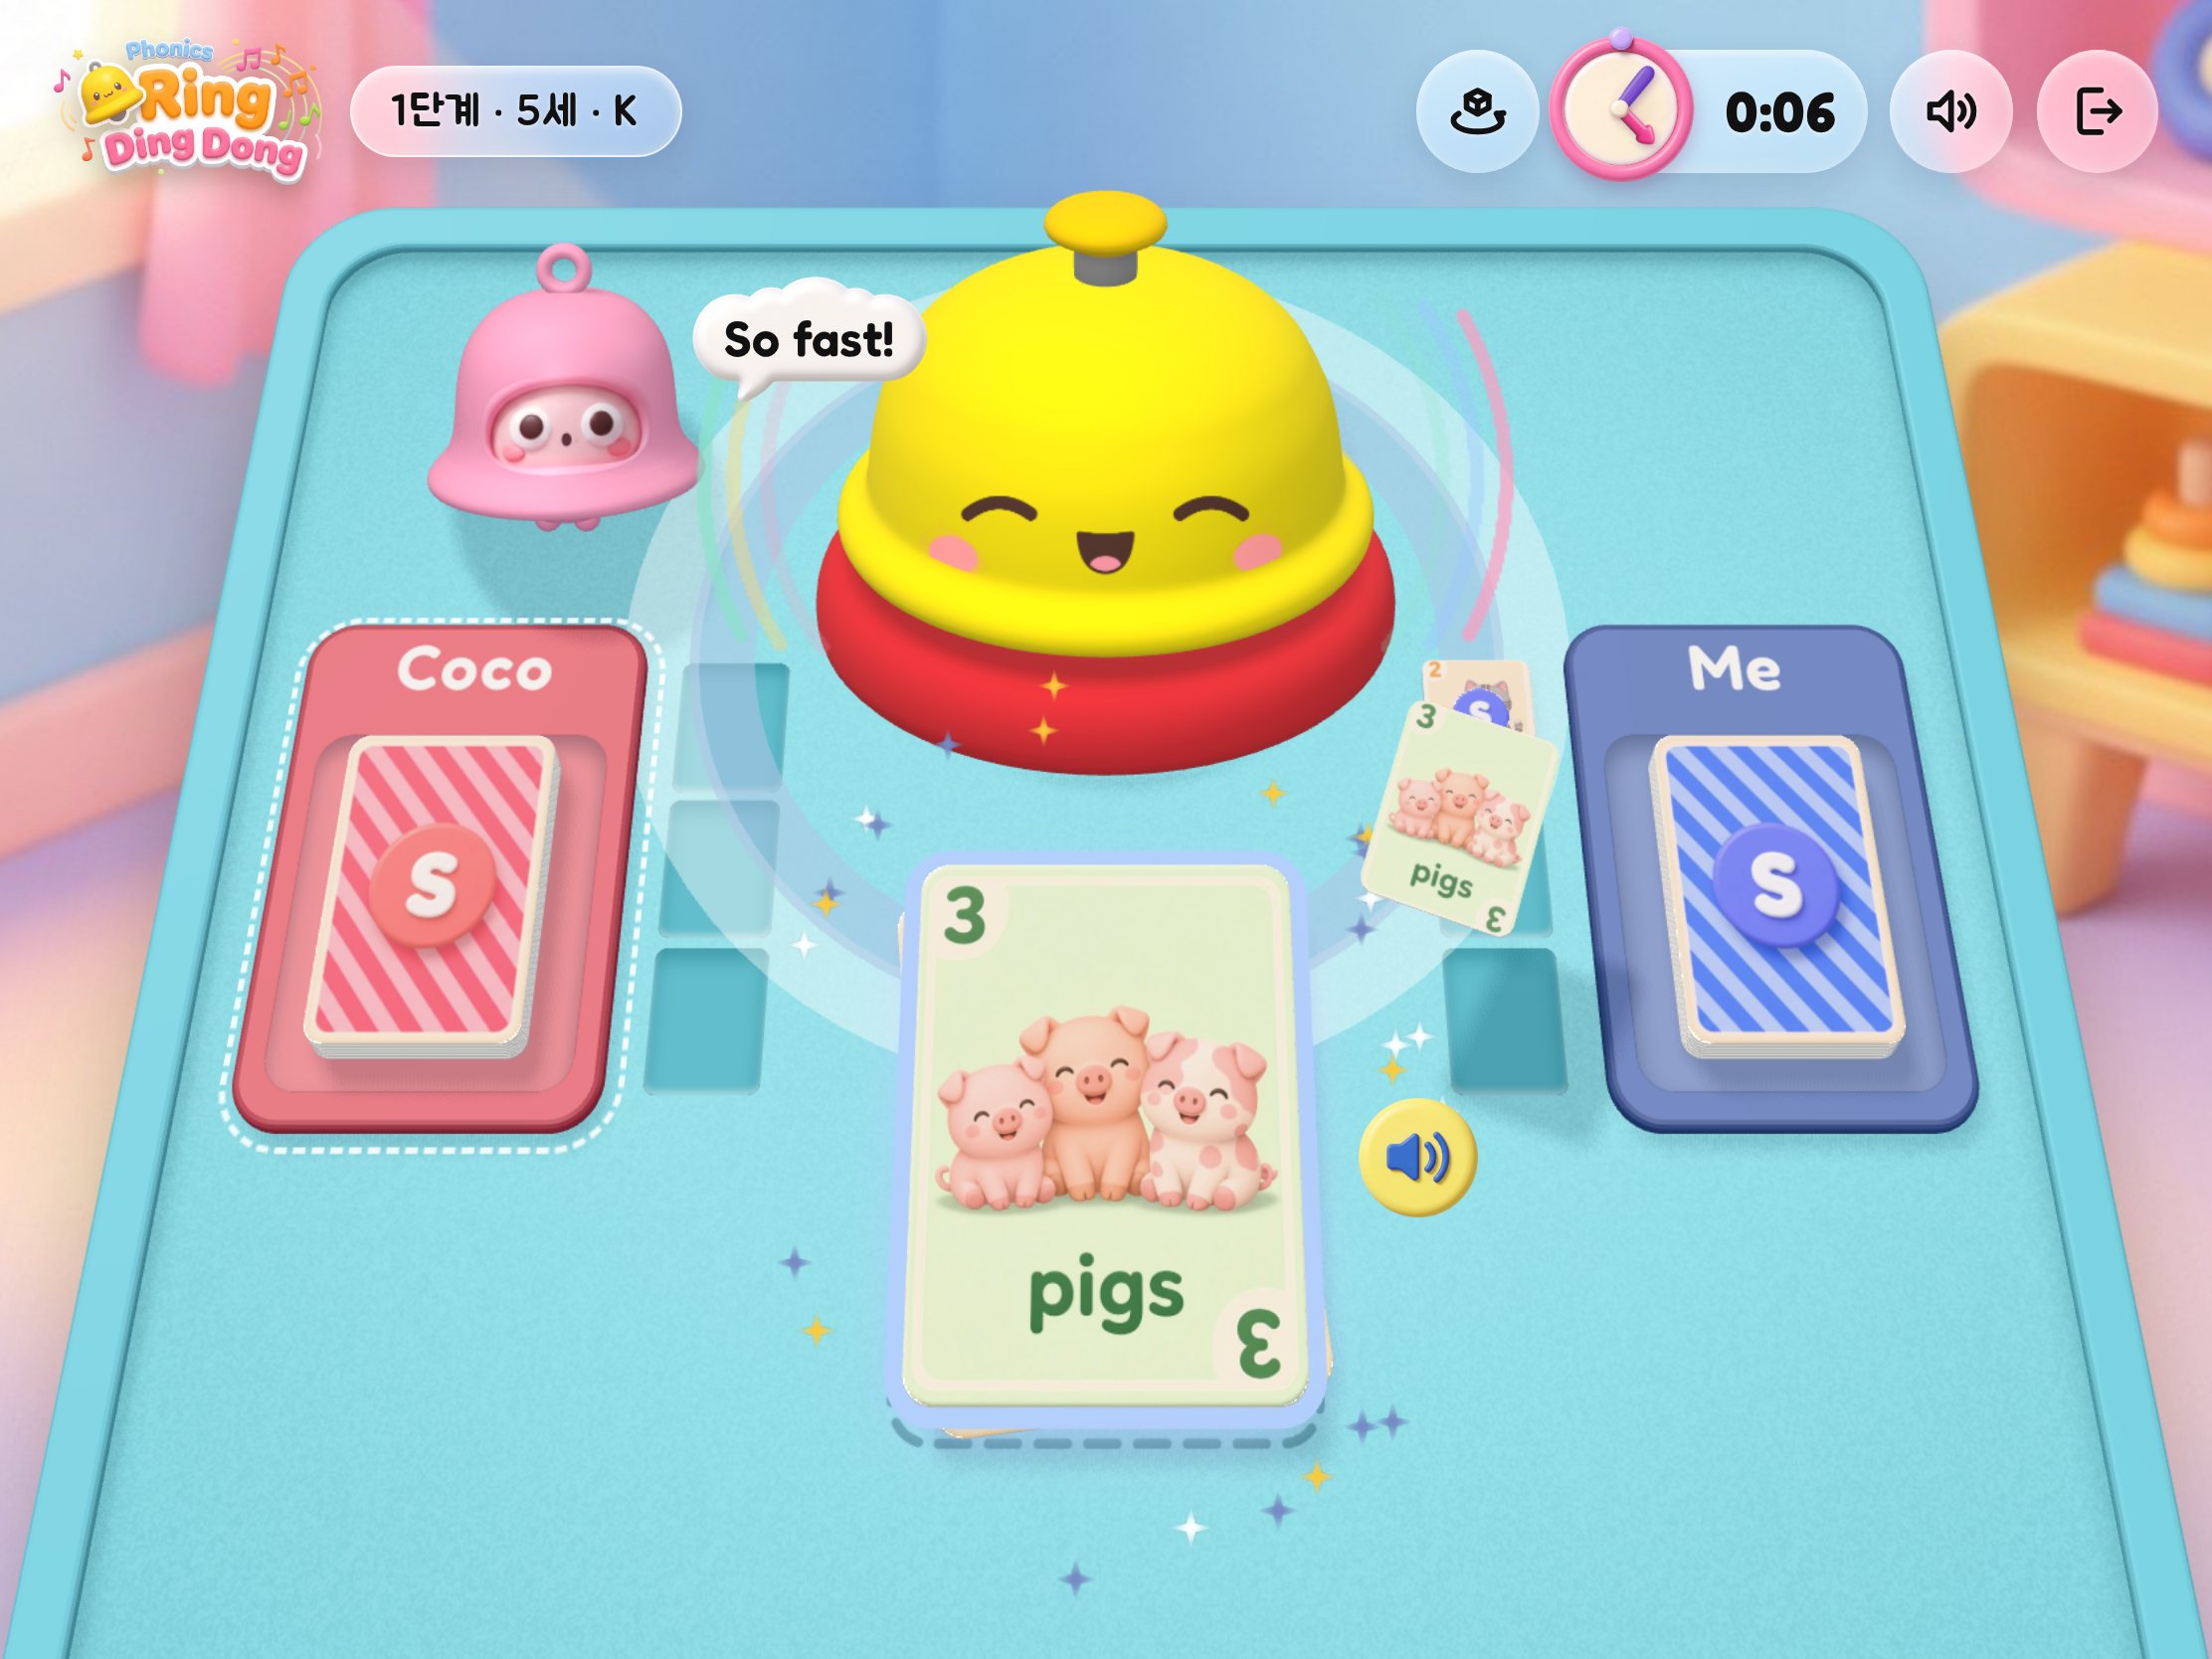 Phonics
Ring
Ding Dong
1단계 · 5세 · K
0:06
So fast!
Coco
Me
S
S
2
S
3
pigs
3
3
pigs
3